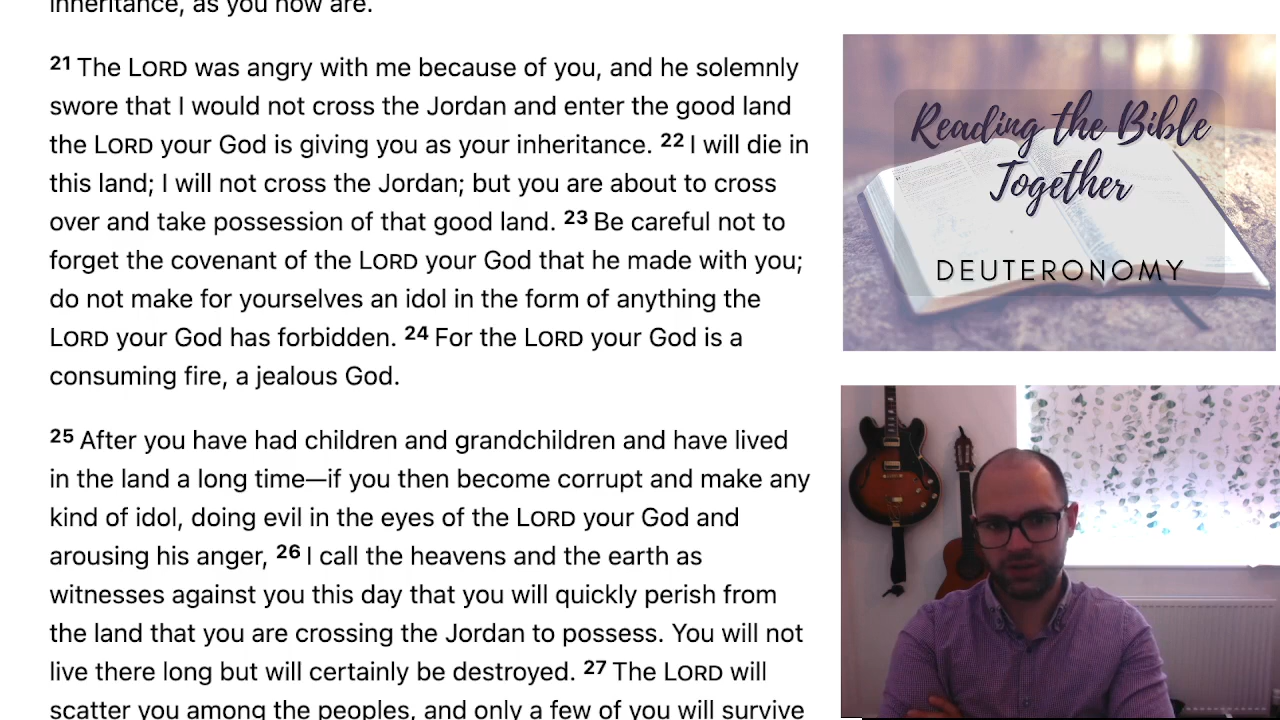 inheritance, as you now are.
21 The LORD was angry with me because of you, and he solemnly
swore that I would not cross the Jordan and enter the good land
the LORD your God is giving you as your inheritance. 22 I will die in
this land; I will not cross the Jordan; but you are about to cross
over and take possession of that good land. 23 Be careful not to
forget the covenant of the LORD your God that he made with you;
do not make for yourselves an idol in the form of anything the
LORD your God has forbidden. 24 For the LORD your God is a
consuming fire, a jealous God.
25 After you have had children and grandchildren and have lived
in the land a long time—if you then become corrupt and make any
kind of idol, doing evil in the eyes of the LORD your God and
arousing his anger, 26 I call the heavens and the earth as
witnesses against you this day that you will quickly perish from
the land that you are crossing the Jordan to possess. You will not
live there long but will certainly be destroyed. 27 The LORD will
scatter you among the peoples, and only a few of you will survive
Reading the Bible
Together
DEUTERONOMY